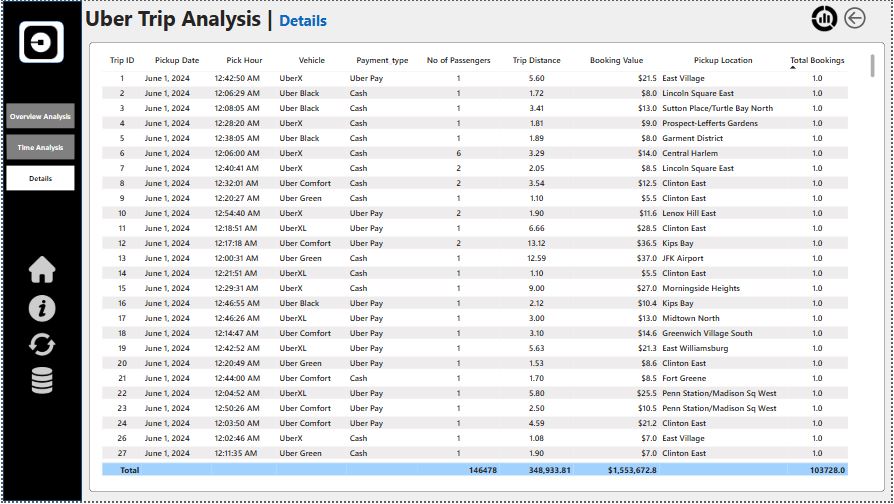 Uber Trip Analysis | Details
Overview Analysis
Time Analysis
Details
Trip ID Pickup Date Pick Hour Vehicle Payment_type No of Passengers Trip Distance Booking Value Pickup Location Total Bookings
1 June 1, 2024 12:42:50 AM UberX Uber Pay 1 5.60 $21.5 East Village 1.0
2 June 1, 2024 12:06:29 AM Uber Black Cash 1 1.72 $8.0 Lincoln Square East 1.0
3 June 1, 2024 12:08:05 AM Uber Black Cash 1 3.41 $13.0 Sutton Place/Turtle Bay North 1.0
4 June 1, 2024 12:28:20 AM UberX Cash 1 1.81 $9.0 Prospect-Lefferts Gardens 1.0
5 June 1, 2024 12:38:05 AM Uber Black Cash 1 1.89 $8.0 Garment District 1.0
6 June 1, 2024 12:06:00 AM UberX Cash 6 3.29 $14.0 Central Harlem 1.0
7 June 1, 2024 12:40:41 AM UberX Cash 2 2.05 $8.5 Lincoln Square East 1.0
8 June 1, 2024 12:32:01 AM Uber Comfort Cash 2 3.54 $12.5 Clinton East 1.0
9 June 1, 2024 12:20:27 AM Uber Green Cash 1 1.10 $5.5 Clinton East 1.0
10 June 1, 2024 12:54:40 AM UberX Uber Pay 2 1.90 $11.6 Lenox Hill East 1.0
11 June 1, 2024 12:18:51 AM UberXL Uber Pay 1 6.66 $28.5 Clinton East 1.0
12 June 1, 2024 12:17:18 AM Uber Comfort Uber Pay 2 13.12 $36.5 Kips Bay 1.0
13 June 1, 2024 12:00:31 AM Uber Green Cash 1 12.59 $37.0 JFK Airport 1.0
14 June 1, 2024 12:21:51 AM UberXL Cash 1 1.10 $5.5 Clinton East 1.0
15 June 1, 2024 12:29:31 AM UberX Cash 1 9.00 $27.0 Morningside Heights 1.0
16 June 1, 2024 12:46:55 AM Uber Black Uber Pay 1 2.12 $10.4 Kips Bay 1.0
17 June 1, 2024 12:46:26 AM UberXL Uber Pay 1 3.00 $13.0 Midtown North 1.0
18 June 1, 2024 12:14:47 AM Uber Comfort Uber Pay 1 3.10 $14.6 Greenwich Village South 1.0
19 June 1, 2024 12:42:52 AM UberXL Uber Pay 1 5.63 $21.3 East Williamsburg 1.0
20 June 1, 2024 12:20:49 AM Uber Green Uber Pay 1 1.53 $8.6 Clinton East 1.0
21 June 1, 2024 12:44:00 AM Uber Comfort Cash 1 1.70 $8.5 Fort Greene 1.0
22 June 1, 2024 12:04:52 AM UberXL Uber Pay 1 5.80 $25.5 Penn Station/Madison Sq West 1.0
23 June 1, 2024 12:50:26 AM Uber Comfort Uber Pay 1 2.50 $10.5 Penn Station/Madison Sq West 1.0
24 June 1, 2024 12:03:50 AM Uber Comfort Uber Pay 1 4.59 $21.2 Clinton East 1.0
26 June 1, 2024 12:02:46 AM UberX Cash 1 1.08 $7.0 East Village 1.0
27 June 1, 2024 12:11:35 AM Uber Green Cash 1 1.90 $7.0 Clinton East 1.0
Total 146478 348,933.81 $1,553,672.8 103728.0